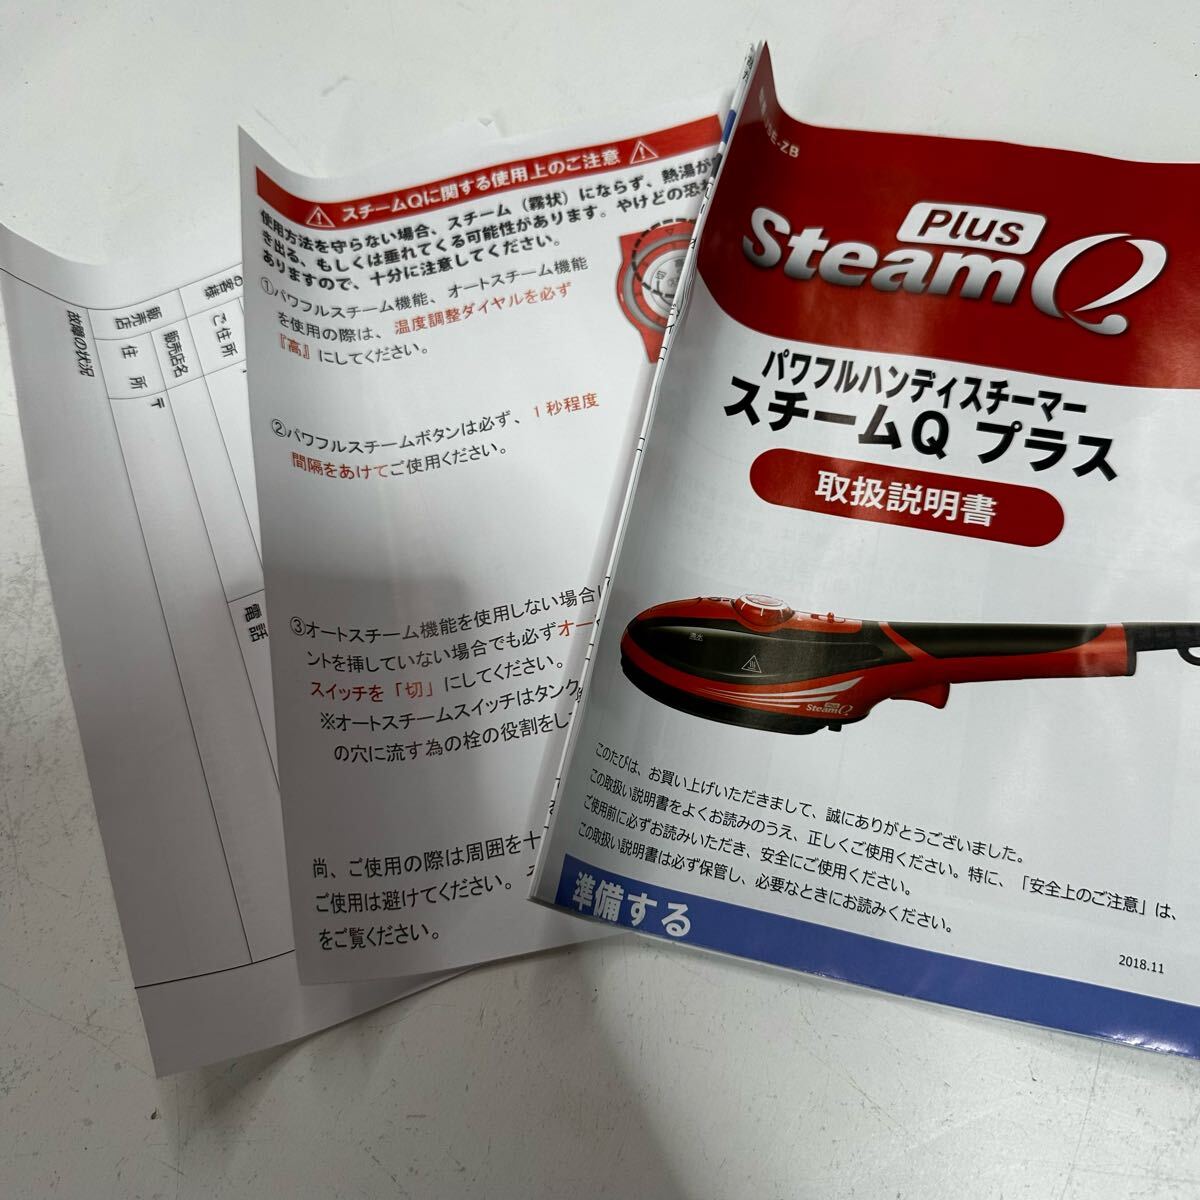 故障の状況
販売店
住 所
〒
販売店名
お客様
ご住所
電話
スチームQに関する使用上のご注意
使用方法を守らない場合、スチーム（霧状）にならず、熱湯が
き出る、もしくは垂れてくる可能性があります。やけどの恐れ
ありますので、十分に注意してください。
①パワフルスチーム機能、オートスチーム機能
を使用の際は、温度調整ダイヤルを必ず
『高』にしてください。
②パワフルスチームボタンは必ず、１秒程度
間隔をあけてご使用ください。
③オートスチーム機能を使用しない場合
ントを挿していない場合でも必ずオー
スイッチを「切」にしてください。
※オートスチームスイッチはタンク
の穴に流す為の栓の役割をし
尚、ご使用の際は周囲を十
ご使用は避けてください。
をご覧ください。
SE-ZB
Plus
SteamQ
パワフルハンディスチーマー
スチームQ プラス
取扱説明書
満水
Plus
SteamQ
このたびは、お買い上げいただきまして、誠にありがとうございました。
この取扱い説明書をよくお読みのうえ、正しくご使用ください。特に、「安全上のご注意」は、
ご使用前に必ずお読みいただき、安全にご使用ください。
この取扱い説明書は必ず保管し、必要なときにお読みください。
2018.11
準備する